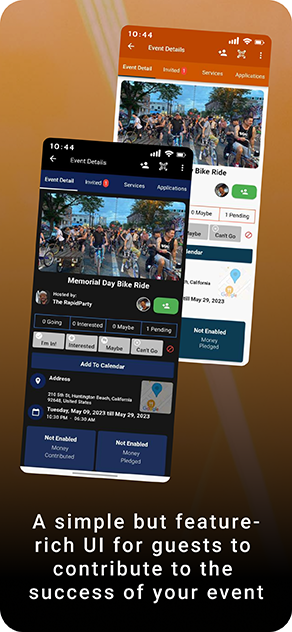 10:44
Event Details
Event Detail Invited 1 Services Applications
Bike Ride
0 Maybe 1 Pending
Maybe Can't Go
Calendar
, California
till May 29, 2023
Not Enabled
Money
Pledged
10:44
Event Details
Event Detail Invited 1 Services Applications
Memorial Day Bike Ride
Hosted by:
The RapidParty
0 Going 0 Interested 0 Maybe 1 Pending
I'm In! Interested Maybe Can't Go
Add To Calendar
Address
210 5th St, Huntington Beach, California
92648, United States
Tuesday, May 09, 2023 till May 29, 2023
10:30 PM - 06:30 AM
Not Enabled Not Enabled
Money Money
Contributed Pledged
A simple but feature-
rich UI for guests to
contribute to the
success of your event